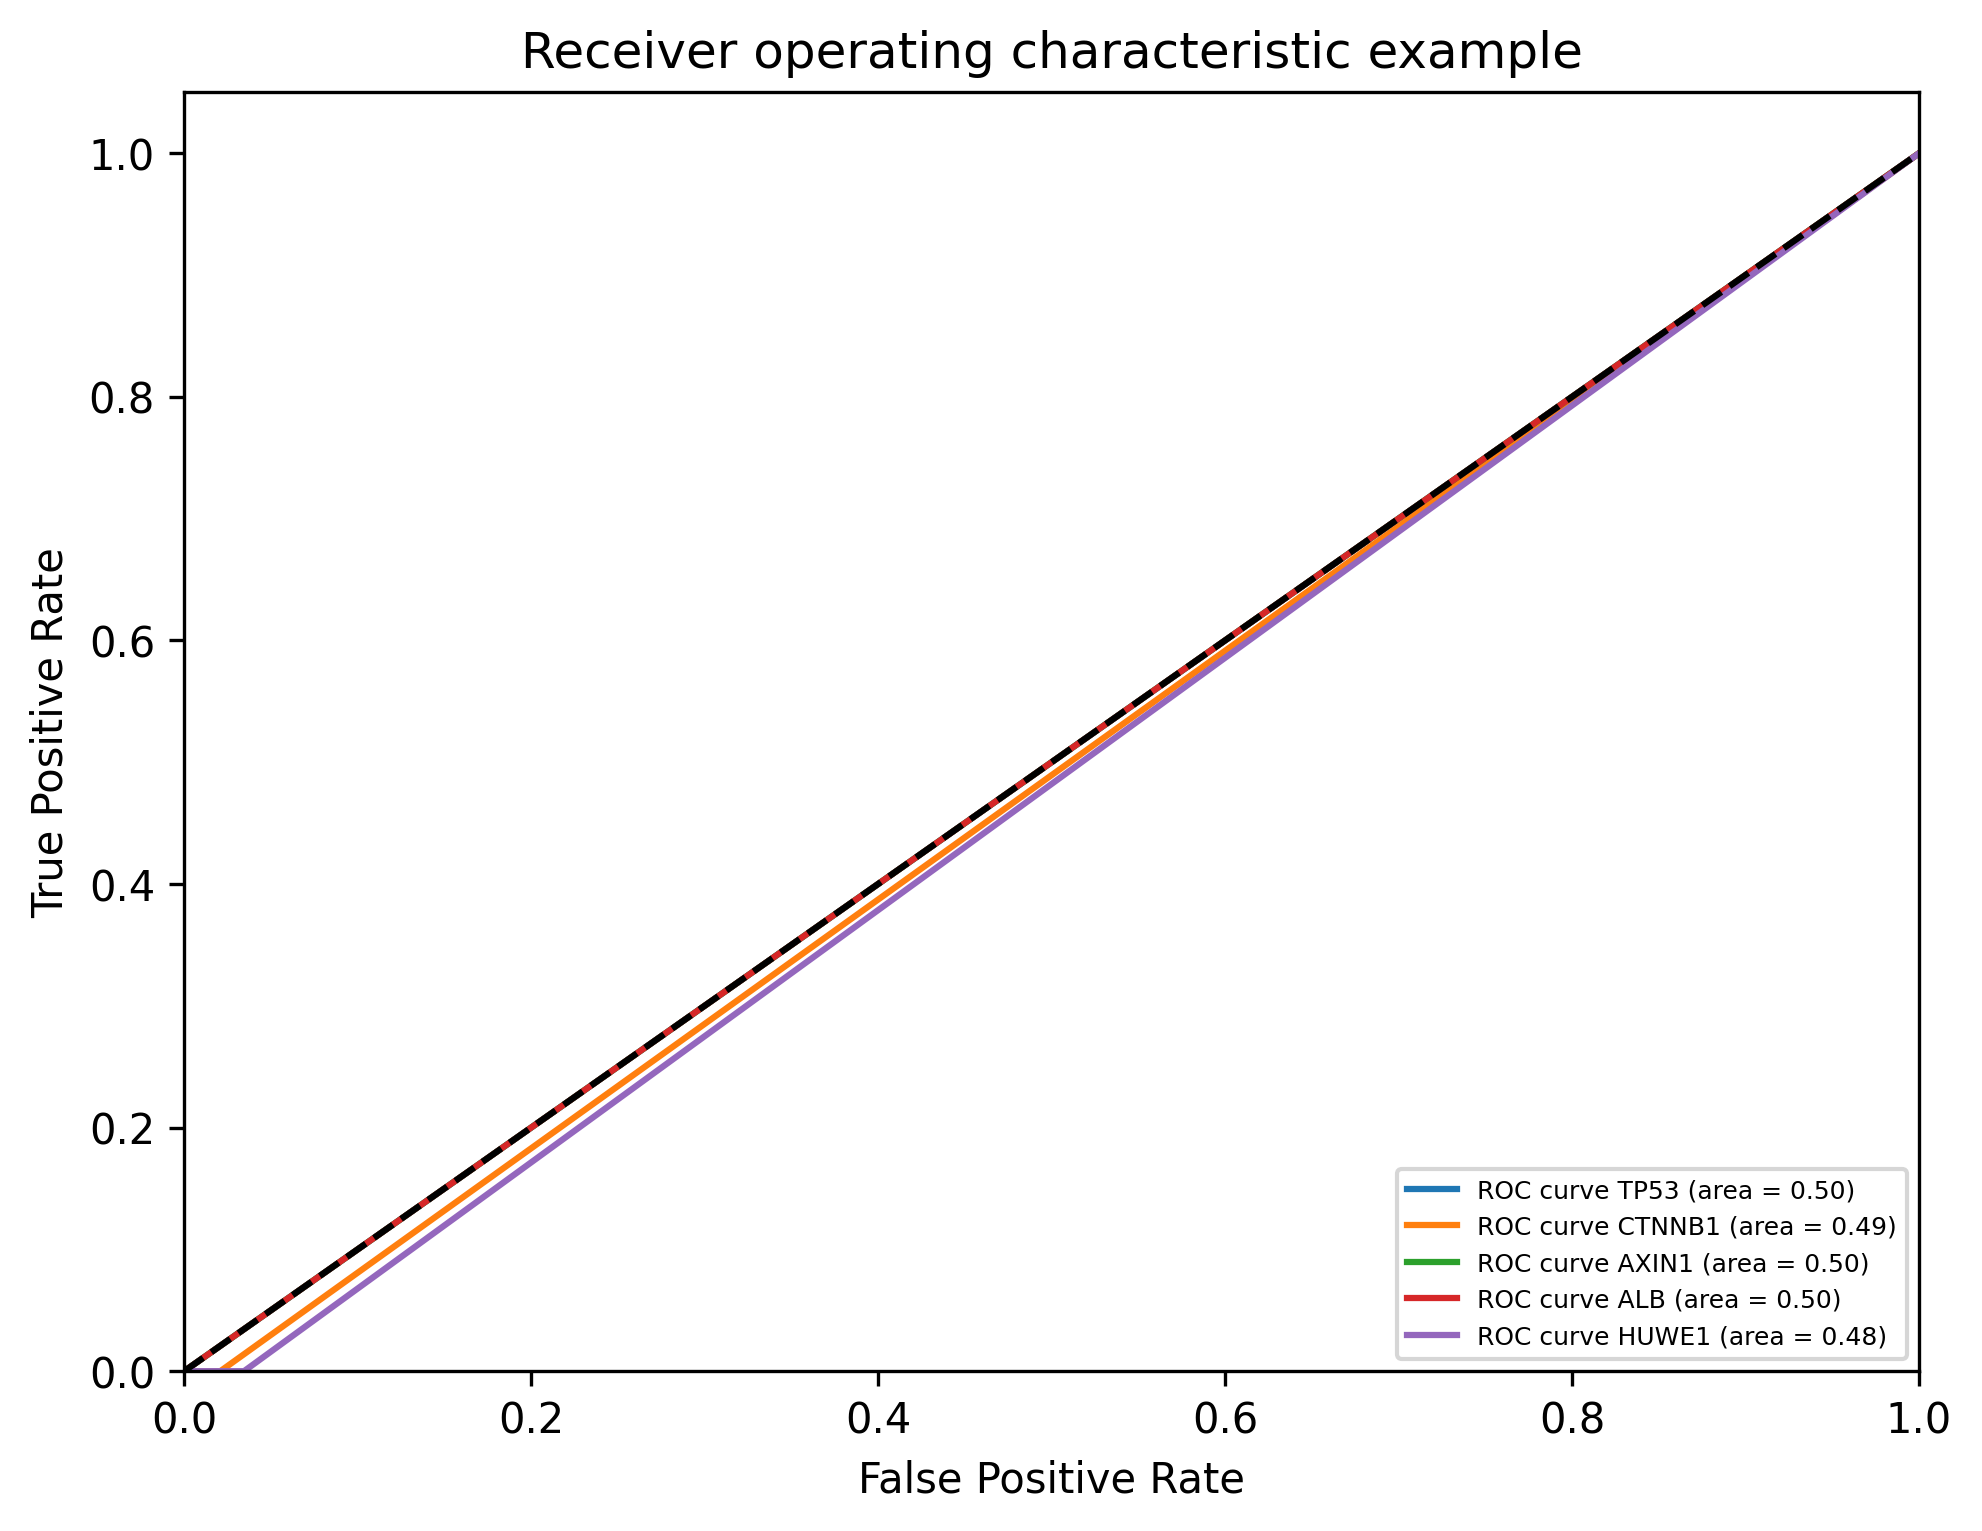 Receiver operating characteristic example
True Positive Rate
1.0
0.8
0.6
0.4
0.2
0.0
ROC curve TP53 (area = 0.50)
ROC curve CTNNB1 (area = 0.49)
ROC curve AXIN1 (area = 0.50)
ROC curve ALB (area = 0.50)
ROC curve HUWE1 (area = 0.48)
0.0 0.2 0.4 0.6 0.8 1.0
False Positive Rate